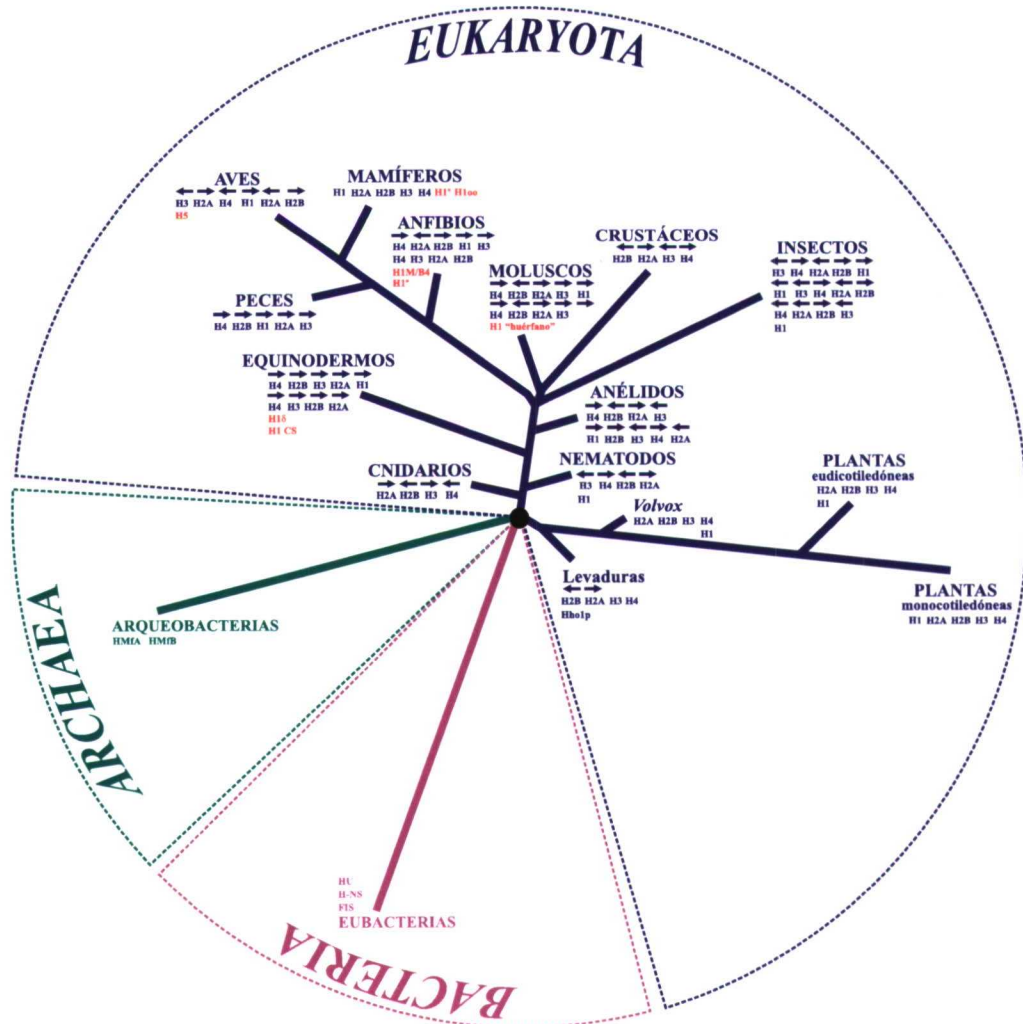 EUKARYOTA
AVES
H3 H2A H4 H1 H2A H2B
H5
MAMÍFEROS
H1 H2A H2B H3 H4 H1º H1oo
ANFIBIOS
H4 H2A H2B H1 H3
H4 H3 H2A H2B
H1M/B4
H1º
PECES
H4 H2B H1 H2A H3
MOLUSCOS
H4 H2B H2A H3 H1
H4 H2B H2A H3
H1 “huérfano”
CRUSTÁCEOS
H2B H2A H3 H4
INSECTOS
H3 H4 H2A H2B H1
H1 H3 H4 H2A H2B
H4 H2A H2B H3
H1
EQUINODERMOS
H4 H2B H3 H2A H1
H4 H3 H2B H2A
H1δ
H1 CS
ANÉLIDOS
H4 H2B H2A H3
H1 H2B H3 H4 H2A
CNIDARIOS
H2A H2B H3 H4
NEMATODOS
H3 H4 H2B H2A
H1
Volvox
H2A H2B H3 H4
H1
PLANTAS
eudicotiledóneas
H2A H2B H3 H4
H1
Levaduras
H2B H2A H3 H4
Hho1p
PLANTAS
monocotiledóneas
H1 H2A H2B H3 H4
ARCHAEA
ARQUEOBACTERIAS
HMfA HMfB
HU
H-NS
FIS
EUBACTERIAS
BACTERIA